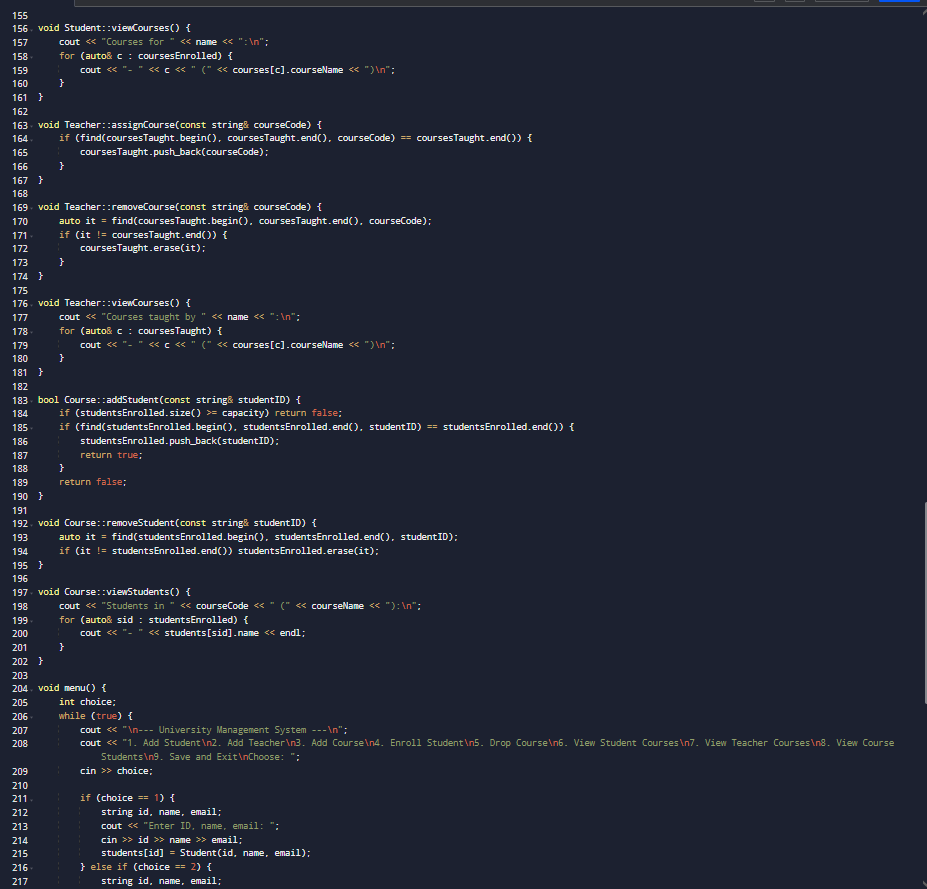 155
156 void Student::viewCourses() {
157     cout << "Courses for " << name << ":\n";
158     for (auto& c : coursesEnrolled) {
159         cout << "- " << c << " (" << courses[c].courseName << ")\n";
160     }
161 }
162
163 void Teacher::assignCourse(const string& courseCode) {
164     if (find(coursesTaught.begin(), coursesTaught.end(), courseCode) == coursesTaught.end()) {
165         coursesTaught.push_back(courseCode);
166     }
167 }
168
169 void Teacher::removeCourse(const string& courseCode) {
170     auto it = find(coursesTaught.begin(), coursesTaught.end(), courseCode);
171     if (it != coursesTaught.end()) {
172         coursesTaught.erase(it);
173     }
174 }
175
176 void Teacher::viewCourses() {
177     cout << "Courses taught by " << name << ":\n";
178     for (auto& c : coursesTaught) {
179         cout << "- " << c << " (" << courses[c].courseName << ")\n";
180     }
181 }
182
183 bool Course::addStudent(const string& studentID) {
184     if (studentsEnrolled.size() >= capacity) return false;
185     if (find(studentsEnrolled.begin(), studentsEnrolled.end(), studentID) == studentsEnrolled.end()) {
186         studentsEnrolled.push_back(studentID);
187         return true;
188     }
189     return false;
190 }
191
192 void Course::removeStudent(const string& studentID) {
193     auto it = find(studentsEnrolled.begin(), studentsEnrolled.end(), studentID);
194     if (it != studentsEnrolled.end()) studentsEnrolled.erase(it);
195 }
196
197 void Course::viewStudents() {
198     cout << "Students in " << courseCode << " (" << courseName << "):\n";
199     for (auto& sid : studentsEnrolled) {
200         cout << "- " << students[sid].name << endl;
201     }
202 }
203
204 void menu() {
205     int choice;
206     while (true) {
207         cout << "\n--- University Management System ---\n";
208         cout << "1. Add Student\n2. Add Teacher\n3. Add Course\n4. Enroll Student\n5. Drop Course\n6. View Student Courses\n7. View Teacher Courses\n8. View Course
            Students\n9. Save and Exit\nChoose: ";
209         cin >> choice;
210
211         if (choice == 1) {
212             string id, name, email;
213             cout << "Enter ID, name, email: ";
214             cin >> id >> name >> email;
215             students[id] = Student(id, name, email);
216         } else if (choice == 2) {
217             string id, name, email;